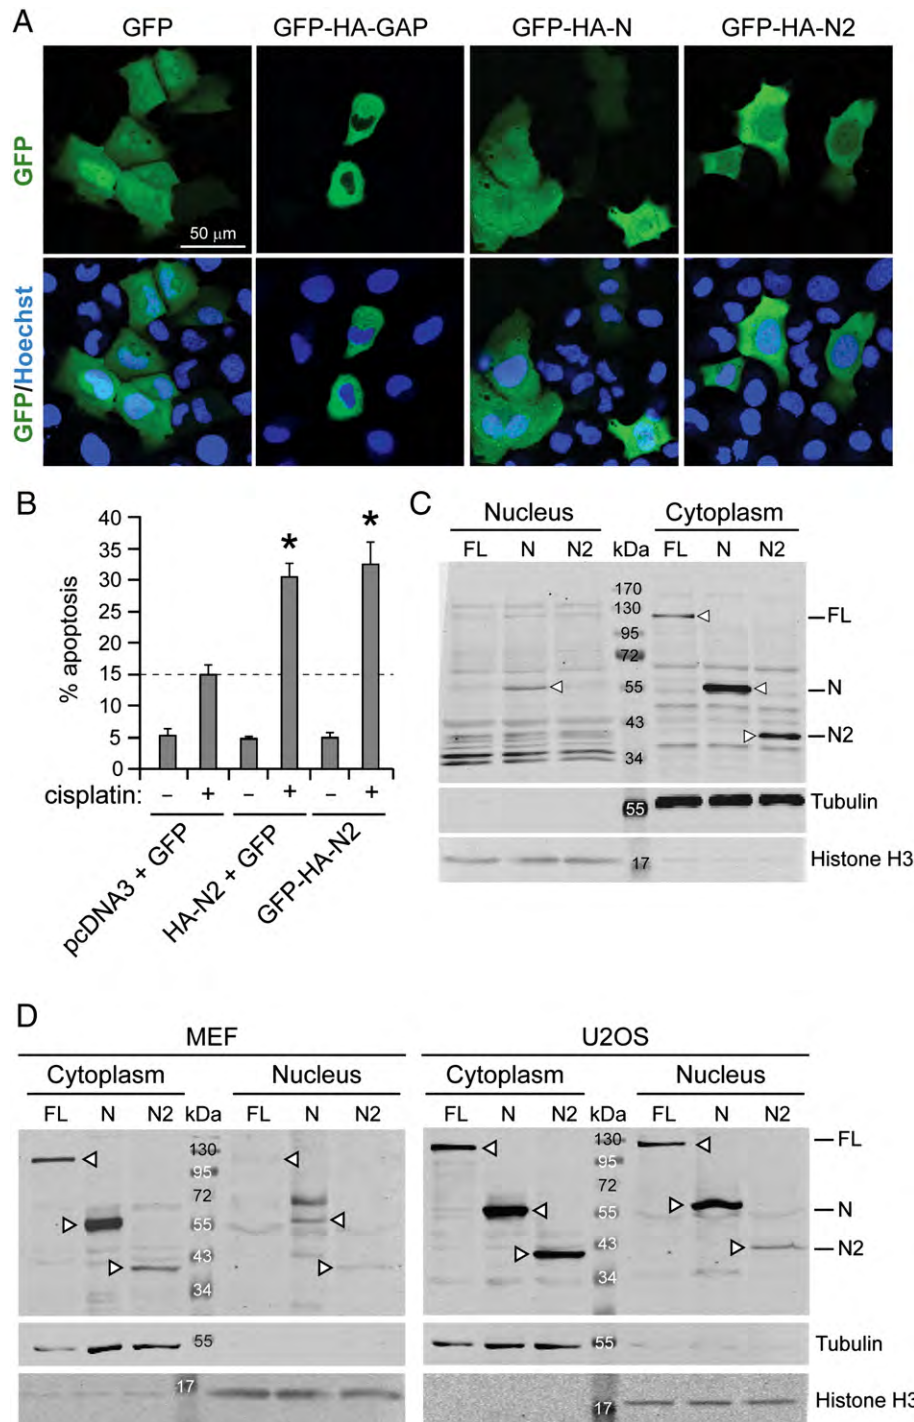 A
GFP GFP-HA-GAP GFP-HA-N GFP-HA-N2
GFP
50 μm
GFP/Hoechst
B
40
35
30
25
20
15
10
5
0
% apoptosis
* *
cisplatin: – + – + – +
pcDNA3 + GFP
HA-N2 + GFP
GFP-HA-N2
C
Nucleus Cytoplasm
FL N N2 kDa FL N N2
170
130
95
72
55
43
34
FL
N
N2
55 Tubulin
17 Histone H3
D
MEF U2OS
Cytoplasm Nucleus Cytoplasm Nucleus
FL N N2 kDa FL N N2 FL N N2 kDa FL N N2
130 130 FL
95 95
72 72
55 55 N
43 43 N2
34 34
55 55 Tubulin
17 17 Histone H3